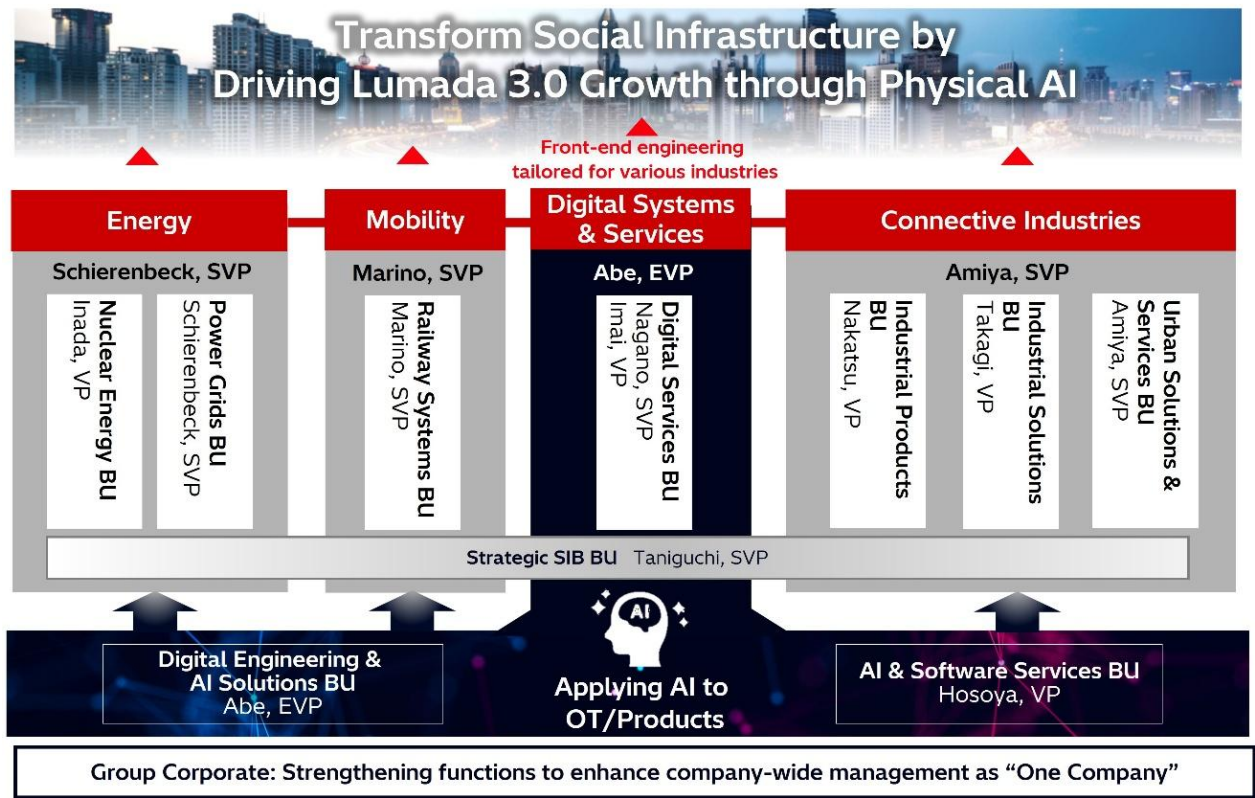 Transform Social Infrastructure by
Driving Lumada 3.0 Growth through Physical AI
Front-end engineering
tailored for various industries
Energy
Schierenbeck, SVP
Nuclear Energy BU
Inada, VP
Power Grids BU
Schierenbeck, SVP
Mobility
Marino, SVP
Railway Systems BU
Marino, SVP
Digital Systems
& Services
Abe, EVP
Digital Services BU
Nagano, SVP
Imai, VP
Connective Industries
Amiya, SVP
Industrial Products
BU
Nakatsu, VP
Industrial Solutions
BU
Takagi, VP
Urban Solutions &
Services BU
Amiya, SVP
Strategic SIB BU Taniguchi, SVP
Digital Engineering &
AI Solutions BU
Abe, EVP
AI
Applying AI to
OT/Products
AI & Software Services BU
Hosoya, VP
Group Corporate: Strengthening functions to enhance company-wide management as “One Company”